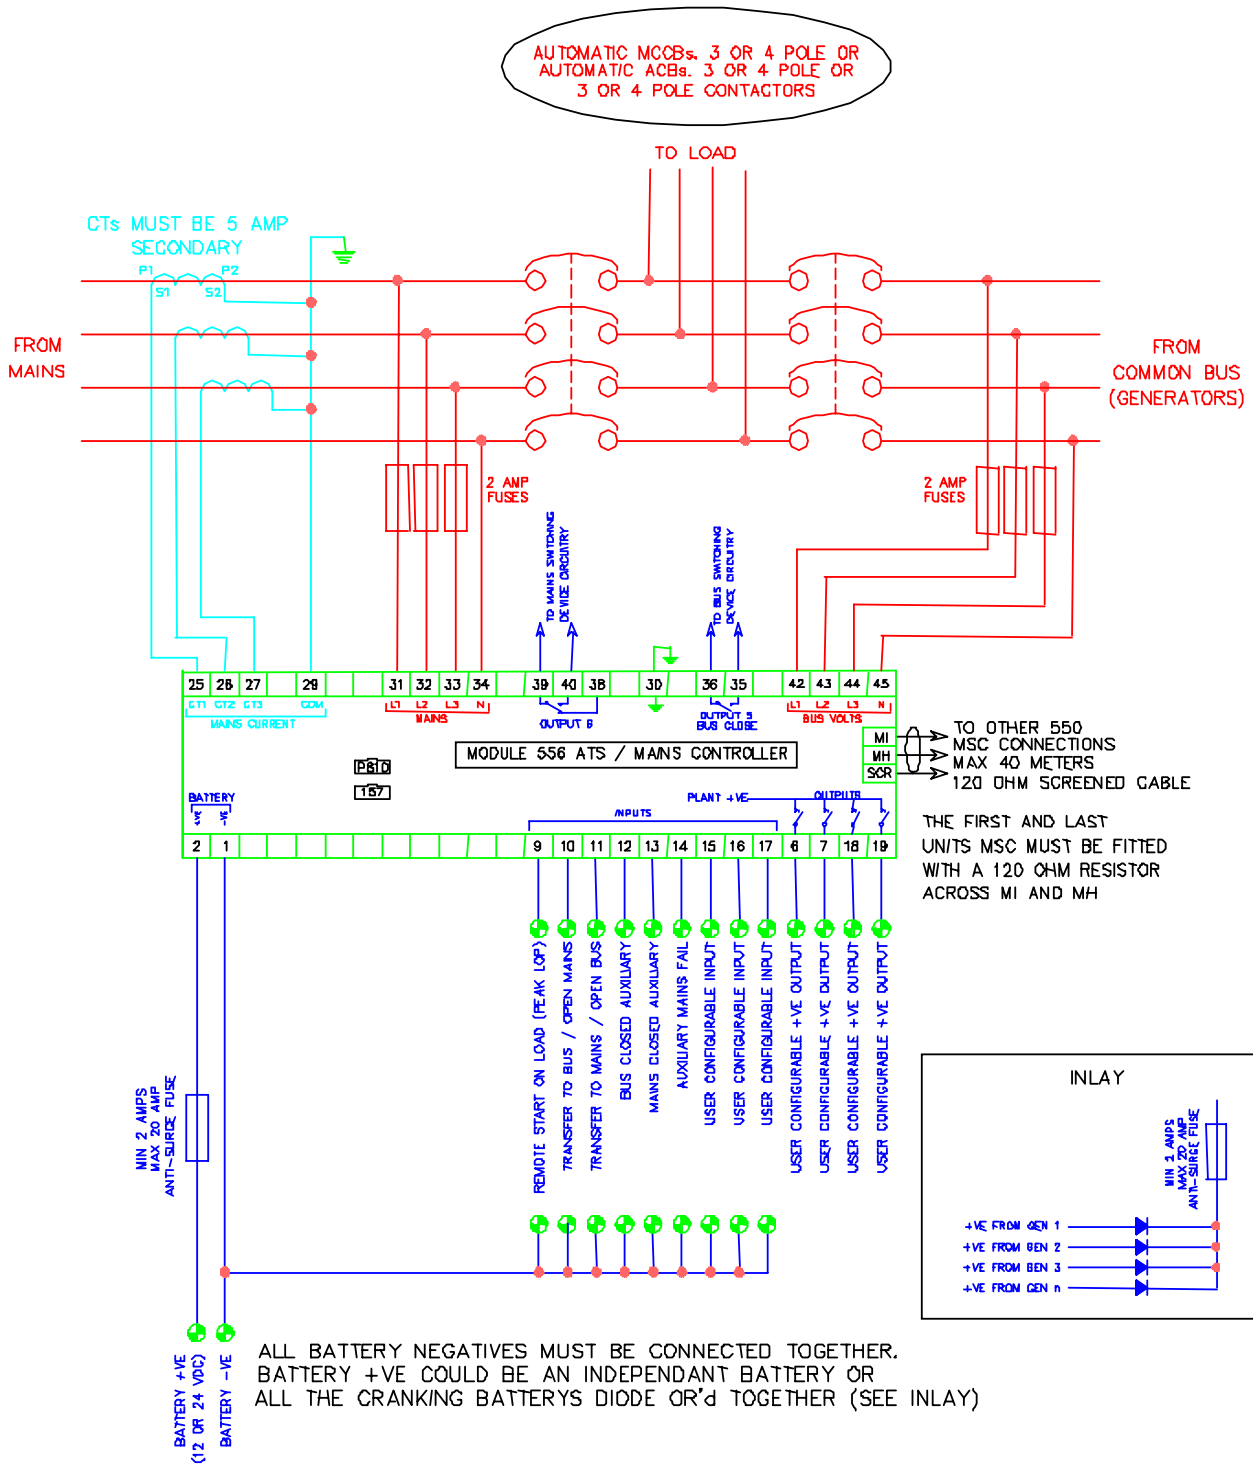 AUTOMATIC MCCBs. 3 OR 4 POLE OR
AUTOMATIC ACBs. 3 OR 4 POLE OR
3 OR 4 POLE CONTACTORS
TO LOAD
CTs MUST BE 5 AMP
SECONDARY
P1 P2
S1 S2
FROM
MAINS
FROM
COMMON BUS
(GENERATORS)
2 AMP
FUSES
2 AMP
FUSES
TO MAINS SWITCHING
DEVICE CIRCUITRY
TO BUS SWITCHING
DEVICE CIRCUITRY
25 26 27 29 31 32 33 34 39 40 38 30 36 35 42 43 44 45
CT1 CT2 CT3 COM L1 L2 L3 N L1 L2 L3 N
MAINS CURRENT
MAINS
OUTPUT 6
OUTPUT 5
BUS CLOSE
BUS VOLTS
MODULE 556 ATS / MAINS CONTROLLER
P810
157
MI
MH
SCR
TO OTHER 550
MSC CONNECTIONS
MAX 40 METERS
120 OHM SCREENED CABLE
BATTERY
+VE
-VE
PLANT +VE
OUTPUTS
INPUTS
2 1 9 10 11 12 13 14 15 16 17 6 7 18 19
THE FIRST AND LAST
UNITS MSC MUST BE FITTED
WITH A 120 OHM RESISTOR
ACROSS MI AND MH
REMOTE START ON LOAD (PEAK LOP)
TRANSFER TO BUS / OPEN MAINS
TRANSFER TO MAINS / OPEN BUS
BUS CLOSED AUXILIARY
MAINS CLOSED AUXILIARY
AUXILIARY MAINS FAIL
USER CONFIGURABLE INPUT
USER CONFIGURABLE INPUT
USER CONFIGURABLE INPUT
USER CONFIGURABLE +VE OUTPUT
USER CONFIGURABLE +VE OUTPUT
USER CONFIGURABLE +VE OUTPUT
USER CONFIGURABLE +VE OUTPUT
MIN 2 AMPS
MAX 20 AMP
ANTI-SURGE FUSE
INLAY
MIN 2 AMPS
MAX 20 AMP
ANTI-SURGE FUSE
+VE FROM GEN 1
+VE FROM GEN 2
+VE FROM GEN 3
+VE FROM GEN n
BATTERY +VE
(12 OR 24 VDC)
BATTERY -VE
ALL BATTERY NEGATIVES MUST BE CONNECTED TOGETHER.
BATTERY +VE COULD BE AN INDEPENDANT BATTERY OR
ALL THE CRANKING BATTERYS DIODE OR'd TOGETHER (SEE INLAY)